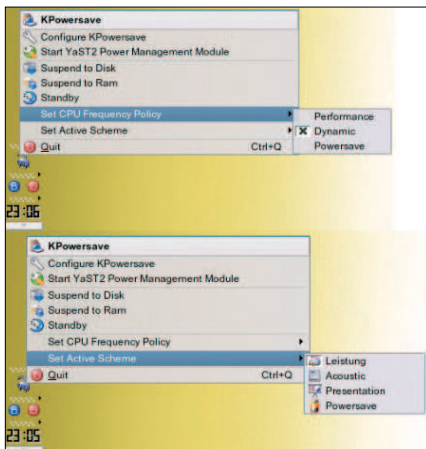 KPowersave
Configure KPowersave
Start YaST2 Power Management Module
Suspend to Disk
Suspend to Ram
Standby
Set CPU Frequency Policy
Performance
Set Active Scheme
Dynamic
Quit Ctrl+Q
Powersave
23:06
KPowersave
Configure KPowersave
Start YaST2 Power Management Module
Suspend to Disk
Suspend to Ram
Standby
Set CPU Frequency Policy
Set Active Scheme
Leistung
Quit Ctrl+Q
Acoustic
Presentation
Powersave
23:05